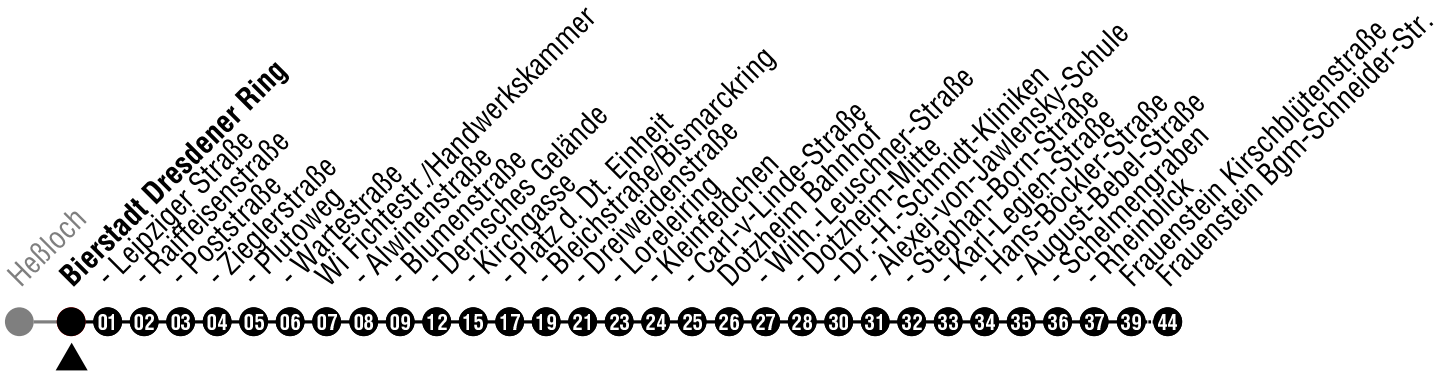 Heßloch
Bierstadt Dresdener Ring
- Leipziger Straße
- Raiffeisenstraße
- Poststraße
- Zieglerstraße
- Plutoweg
- Wartestraße
Wi Fichtestr./Handwerkskammer
- Alwinenstraße
- Blumenstraße
- Dernsches Gelände
- Kirchgasse
- Platz d. Dt. Einheit
- Bleichstraße/Bismarckring
- Dreiweidenstraße
- Loreleiring
- Kleinfeldchen
- Carl-v-Linde-Straße
Dotzheim Bahnhof
- Wilh.-Leuschner-Straße
- Dotzheim-Mitte
- Dr.-H.-Schmidt-Kliniken
- Alexej-von-Jawlensky-Schule
- Stephan-Born-Straße
- Karl-Legien-Straße
- Hans-Böckler-Straße
- August-Bebel-Straße
- Schelmengraben
- Rheinblick
Frauenstein Kirschblütenstraße
Frauenstein Bgm-Schneider-Str.
01 02 03 04 05 06 07 08 09 12 15 17 19 21 23 24 25 26 27 28 30 31 32 33 34 35 36 37 39 44